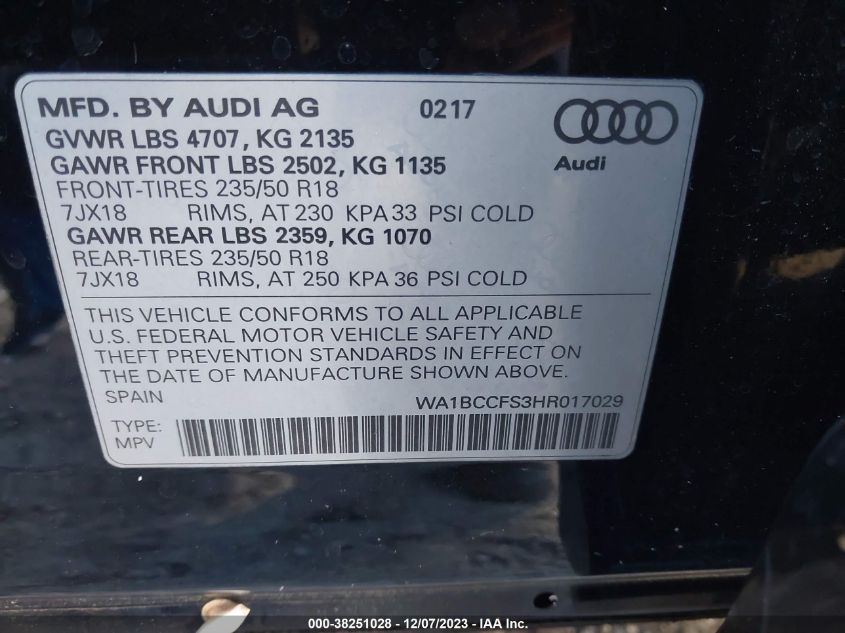 MFD. BY AUDI AG 0217
GVWR LBS 4707, KG 2135
GAWR FRONT LBS 2502, KG 1135
Audi
FRONT-TIRES 235/50 R18
7JX18 RIMS, AT 230 KPA 33 PSI COLD
GAWR REAR LBS 2359, KG 1070
REAR-TIRES 235/50 R18
7JX18 RIMS, AT 250 KPA 36 PSI COLD
THIS VEHICLE CONFORMS TO ALL APPLICABLE
U.S. FEDERAL MOTOR VEHICLE SAFETY AND
THEFT PREVENTION STANDARDS IN EFFECT ON
THE DATE OF MANUFACTURE SHOWN ABOVE.
SPAIN WA1BCCFS3HR017029
TYPE:
MPV
000-38251028 - 12/07/2023 - IAA Inc.